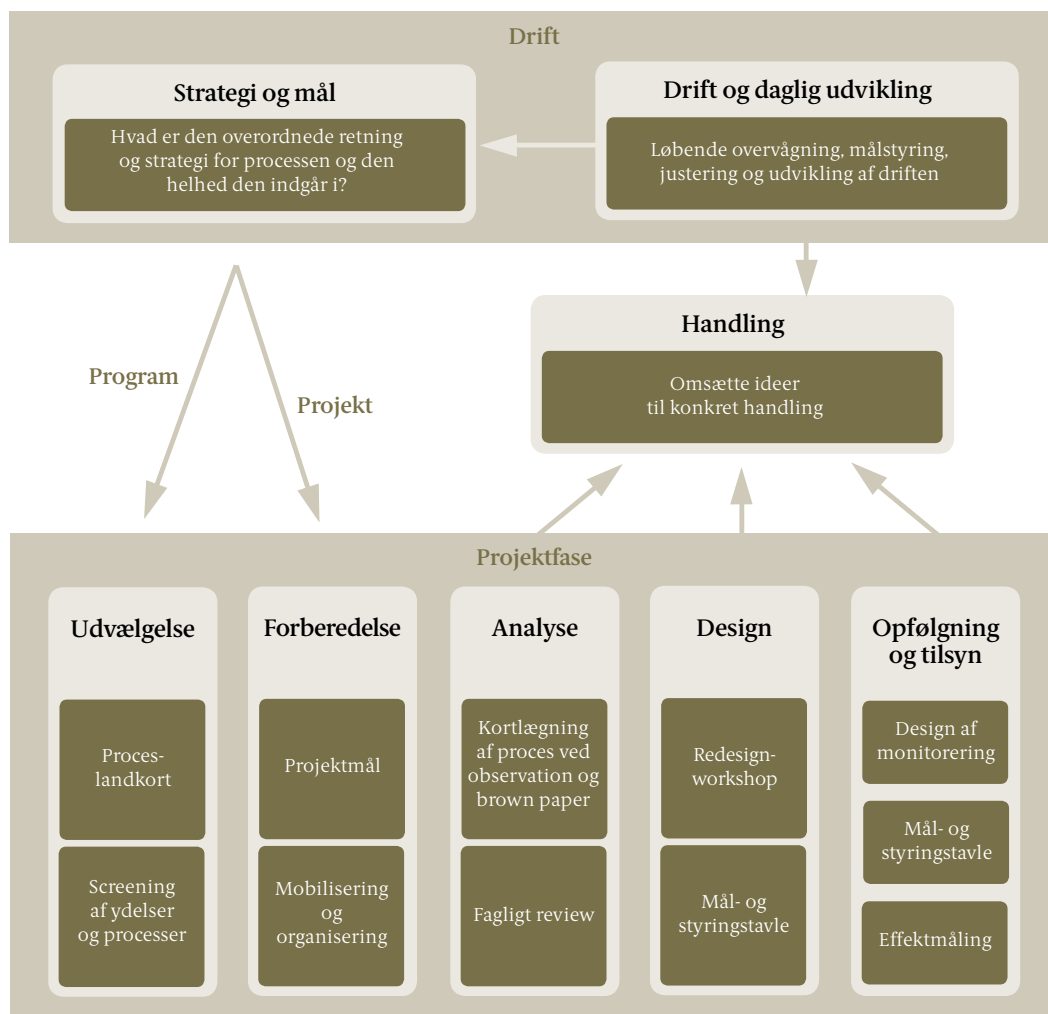 Drift
Strategi og mål
Hvad er den overordnede retning
og strategi for processen og den
helhed den indgår i?
Drift og daglig udvikling
Løbende overvågning, målstyring,
justering og udvikling af driften
Handling
Omsætte ideer
til konkret handling
Program
Projekt
Projektfase
Udvælgelse
Proces-
landkort
Screening
af ydelser
og processer
Forberedelse
Projektmål
Mobilisering
og
organisering
Analyse
Kortlægning
af proces ved
observation og
brown paper
Fagligt review
Design
Redesign-
workshop
Mål- og
styringstavle
Opfølgning
og tilsyn
Design af
monitorering
Mål- og
styringstavle
Effektmåling